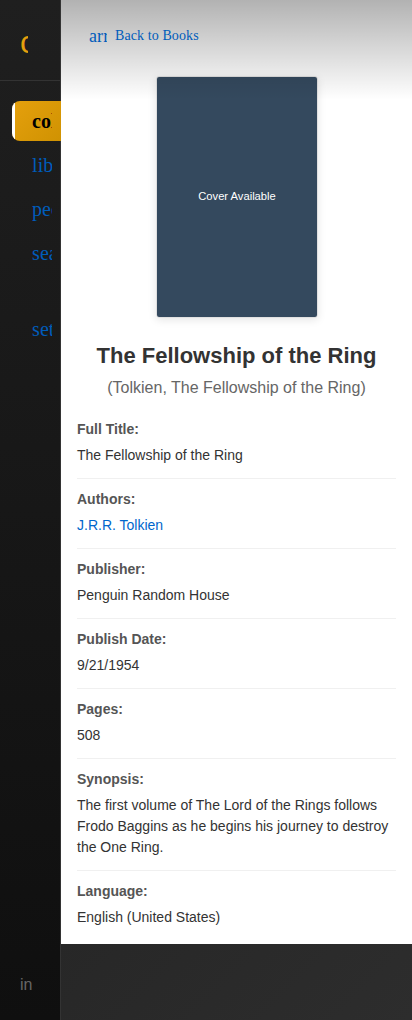 arr Back to Books
co
lib
pe
sea
set
in
Cover Available
The Fellowship of the Ring
(Tolkien, The Fellowship of the Ring)
Full Title:
The Fellowship of the Ring
Authors:
J.R.R. Tolkien
Publisher:
Penguin Random House
Publish Date:
9/21/1954
Pages:
508
Synopsis:
The first volume of The Lord of the Rings follows
Frodo Baggins as he begins his journey to destroy
the One Ring.
Language:
English (United States)